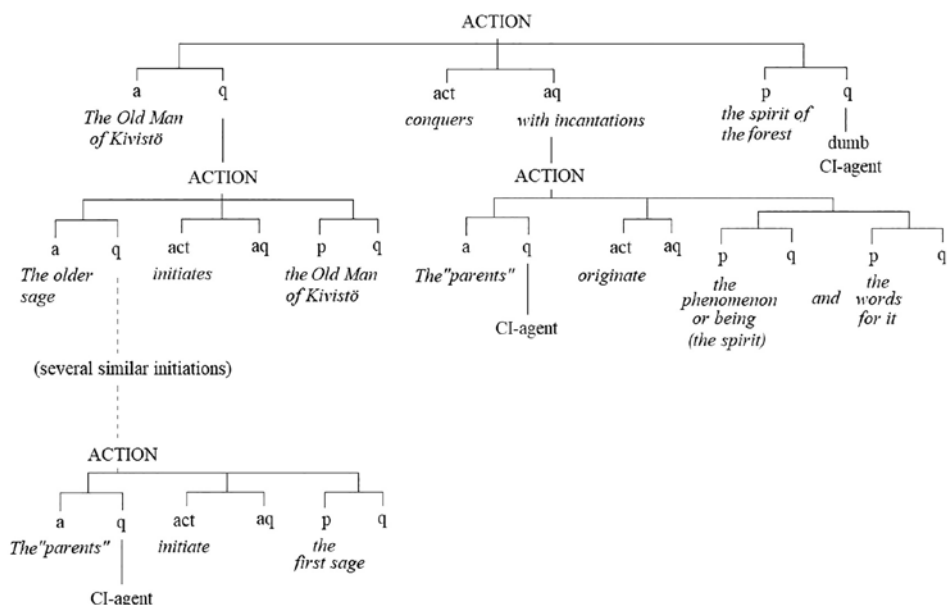 ACTION
a q act aq p q
The Old Man of Kivistö conquers with incantations the spirit of the forest dumb CI-agent
ACTION ACTION
a q act aq p q a q act aq p q p q
The older sage initiates the Old Man of Kivistö The"parents" originate the phenomenon or being (the spirit) and the words for it
CI-agent
(several similar initiations)
ACTION
a q act aq p q
The"parents" initiate the first sage
CI-agent